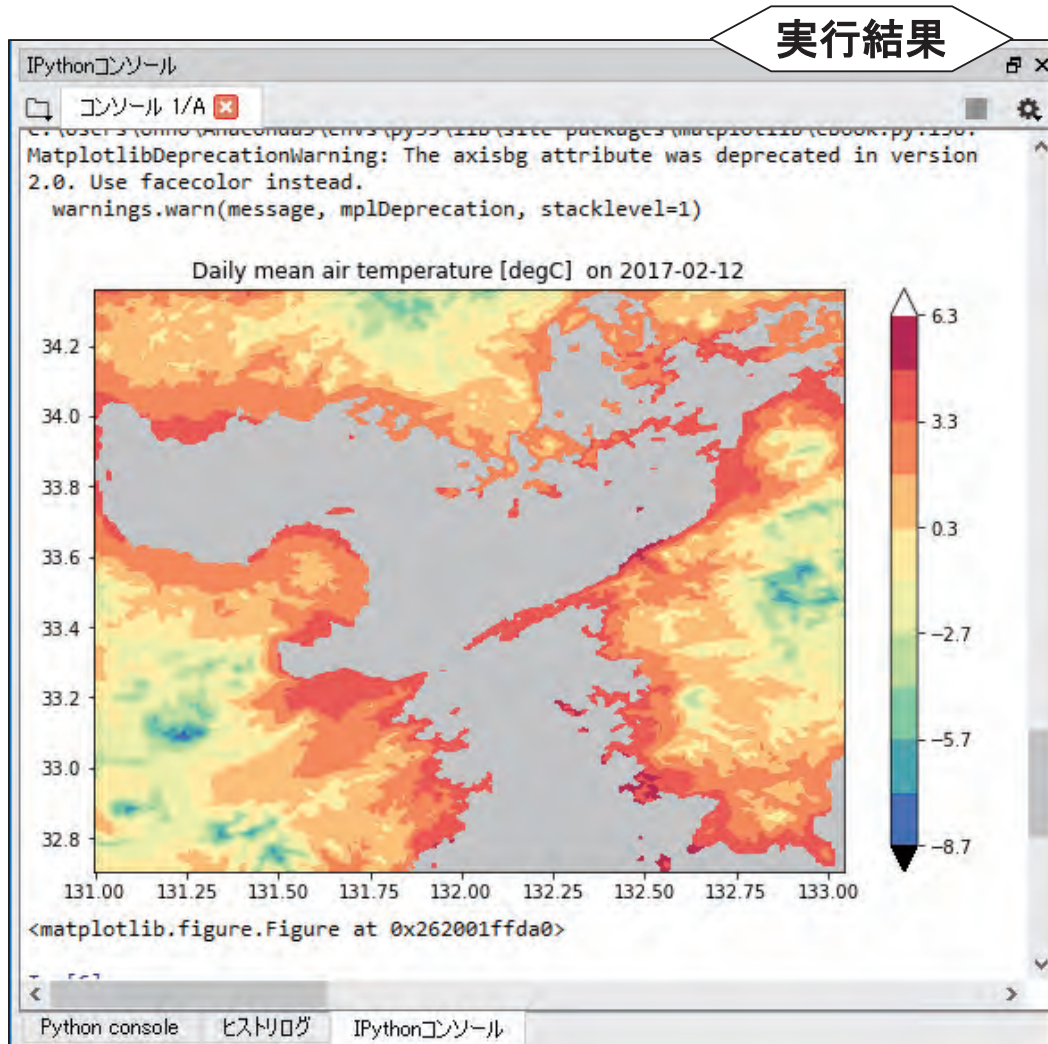 実行結果
IPythonコンソール
コンソール 1/A
MatplotlibDeprecationWarning: The axisbg attribute was deprecated in version
2.0. Use facecolor instead.
warnings.warn(message, mplDeprecation, stacklevel=1)
Daily mean air temperature [degC] on 2017-02-12
34.2
34.0
33.8
33.6
33.4
33.2
33.0
32.8
131.00 131.25 131.50 131.75 132.00 132.25 132.50 132.75 133.00
6.3
3.3
0.3
−2.7
−5.7
−8.7
<matplotlib.figure.Figure at 0x262001ffda0>
Python console ヒストリログ IPythonコンソール